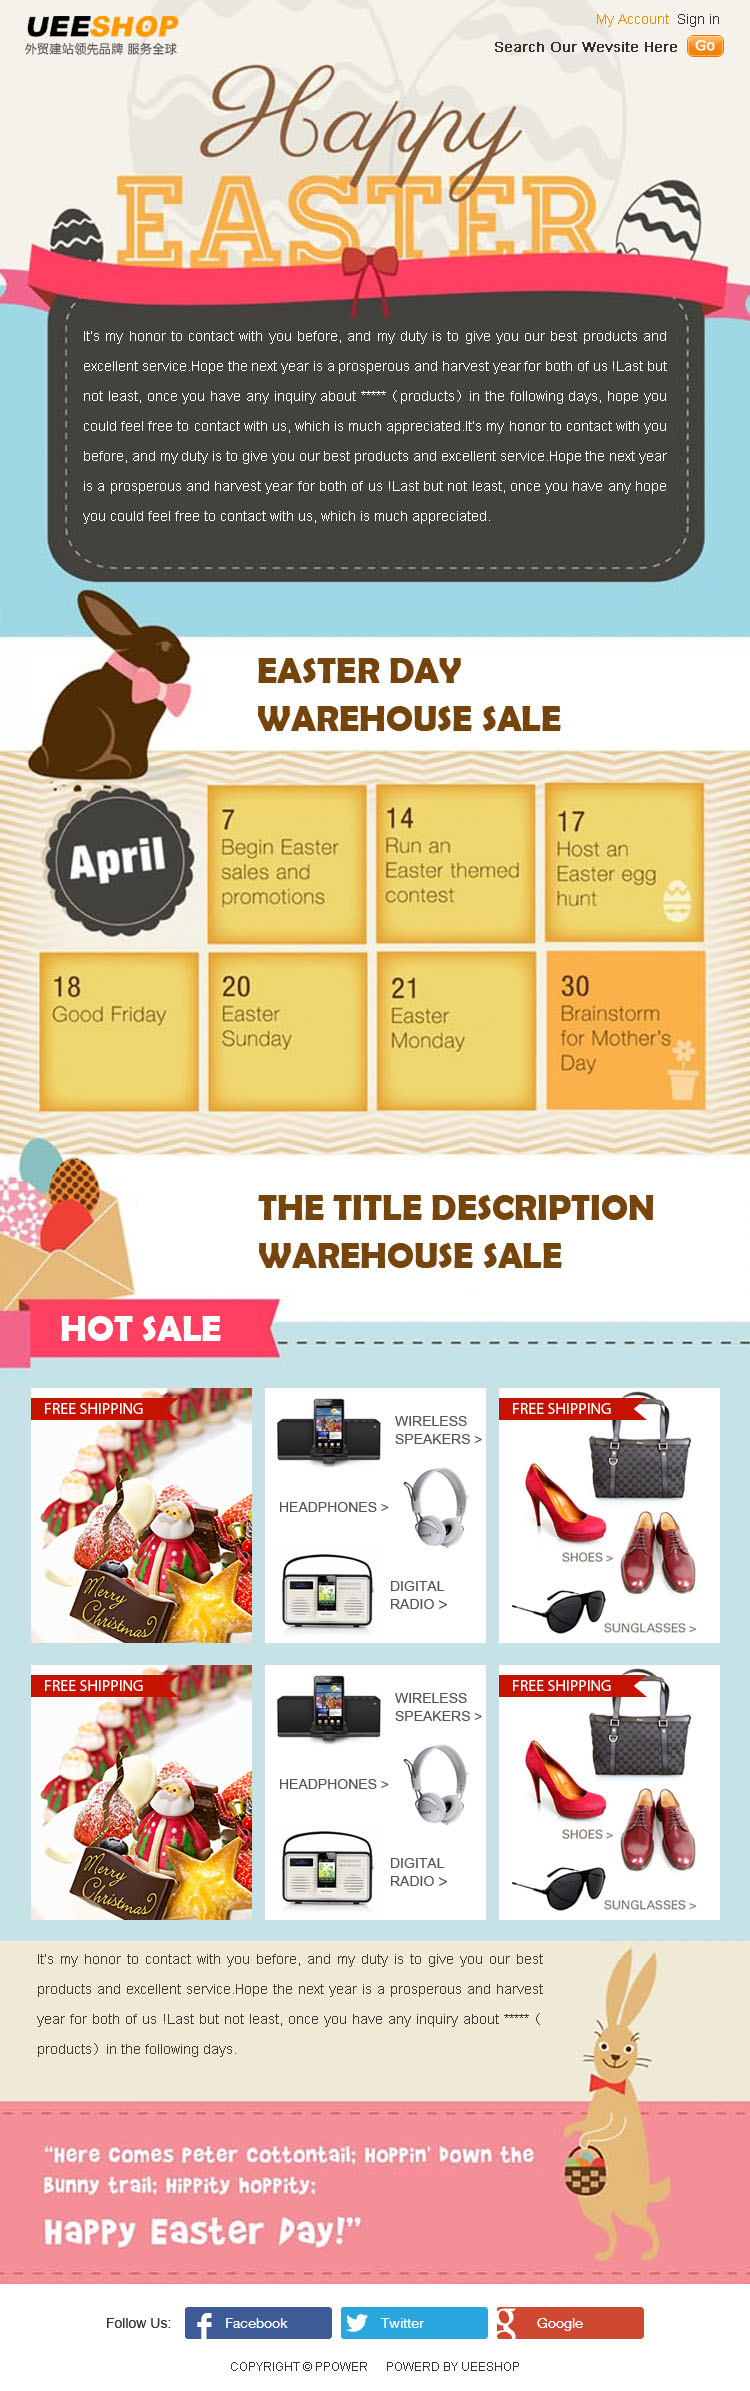 UEESHOP
外贸建站领先品牌 服务全球
My Account Sign in
Search Our Wevsite Here Go
Happy
EASTER
It's my honor to contact with you before, and my duty is to give you our best products and
excellent service.Hope the next year is a prosperous and harvest year for both of us !Last but
not least, once you have any inquiry about ***** （products）in the following days, hope you
could feel free to contact with us, which is much appreciated.It's my honor to contact with you
before, and my duty is to give you our best products and excellent service.Hope the next year
is a prosperous and harvest year for both of us !Last but not least, once you have any hope
you could feel free to contact with us, which is much appreciated.
EASTER DAY
WAREHOUSE SALE
April
7
Begin Easter
sales and
promotions
14
Run an
Easter themed
contest
17
Host an
Easter egg
hunt
18
Good Friday
20
Easter
Sunday
21
Easter
Monday
30
Brainstorm
for Mother's
Day
THE TITLE DESCRIPTION
WAREHOUSE SALE
HOT SALE
FREE SHIPPING
Merry
Christmas
WIRELESS
SPEAKERS >
HEADPHONES >
DIGITAL
RADIO >
FREE SHIPPING
SHOES >
SUNGLASSES >
FREE SHIPPING
Merry
Christmas
WIRELESS
SPEAKERS >
HEADPHONES >
DIGITAL
RADIO >
FREE SHIPPING
SHOES >
SUNGLASSES >
It's my honor to contact with you before, and my duty is to give you our best
products and excellent service.Hope the next year is a prosperous and harvest
year for both of us !Last but not least, once you have any inquiry about ***** （
products）in the following days.
“Here comes Peter Cottontail; Hoppin' Down the
Bunny trail; Hippity hoppity;
Happy Easter Day!”
Follow Us: Facebook Twitter Google
COPYRIGHT © PPOWER POWERD BY UEESHOP